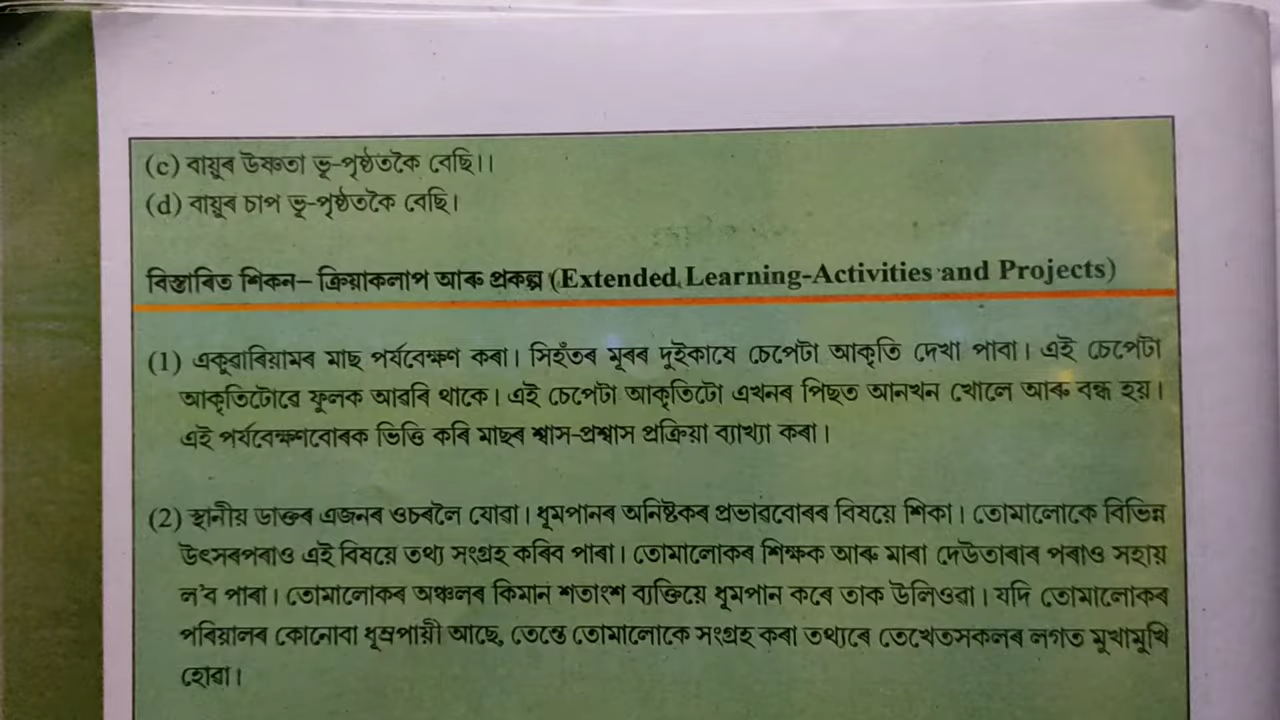 (c) বায়ুৰ উষ্ণতা ভূ-পৃষ্ঠতকৈ বেছি।।
(d) বায়ুৰ চাপ ভূ-পৃষ্ঠতকৈ বেছি।
বিস্তাৰিত শিকন– ক্ৰিয়াকলাপ আৰু প্ৰকল্প (Extended Learning-Activities and Projects)
(1) একুৱাৰিয়ামৰ মাছ পৰ্যবেক্ষণ কৰা। সিহঁতৰ মূৰৰ দুইকাষে চেপেটা আকৃতি দেখা পাবা। এই চেপেটা
আকৃতিটোৱে ফুলক আৱৰি থাকে। এই চেপেটা আকৃতিটো এখনৰ পিছত আনখন খোলে আৰু বন্ধ হয়।
এই পৰ্যবেক্ষণবোৰক ভিত্তি কৰি মাছৰ শ্বাস-প্ৰশ্বাস প্ৰক্ৰিয়া ব্যাখ্যা কৰা।
(2) স্থানীয় ডাক্তৰ এজনৰ ওচৰলৈ যোৱা। ধূমপানৰ অনিষ্টকৰ প্ৰভাৱবোৰৰ বিষয়ে শিকা। তোমালোকে বিভিন্ন
উৎসৰপৰাও এই বিষয়ে তথ্য সংগ্ৰহ কৰিব পাৰা। তোমালোকৰ শিক্ষক আৰু মাৰা দেউতাৰাৰ পৰাও সহায়
ল'ব পাৰা। তোমালোকৰ অঞ্চলৰ কিমান শতাংশ ব্যক্তিয়ে ধূমপান কৰে তাক উলিওৱা। যদি তোমালোকৰ
পৰিয়ালৰ কোনোবা ধূম্ৰপায়ী আছে, তেন্তে তোমালোকে সংগ্ৰহ কৰা তথ্যৰে তেখেতসকলৰ লগত মুখামুখি
হোৱা।